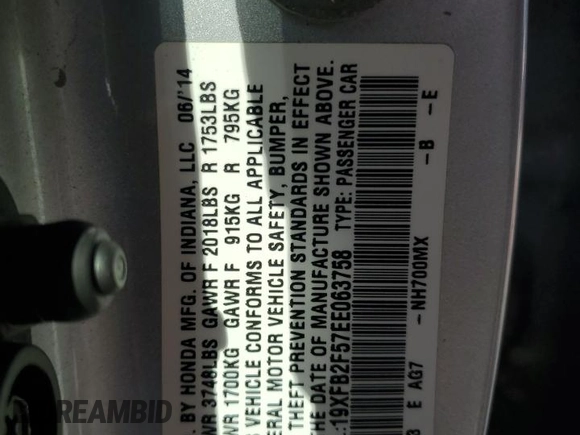 . BY HONDA MFG. OF INDIANA, LLC 06/'14
WR 3748LBS GAWR F 2018LBS R 1753LBS
WR 1700KG GAWR F 915KG R 795KG
VEHICLE CONFORMS TO ALL APPLICABLE
ERAL MOTOR VEHICLE SAFETY, BUMPER,
THEFT PREVENTION STANDARDS IN EFFECT
THE DATE OF MANUFACTURE SHOWN ABOVE.
.:19XFB2F57EE063758 TYPE: PASSENGER CAR
B E AG7 -NH700MX -B -E
RAPIDBID